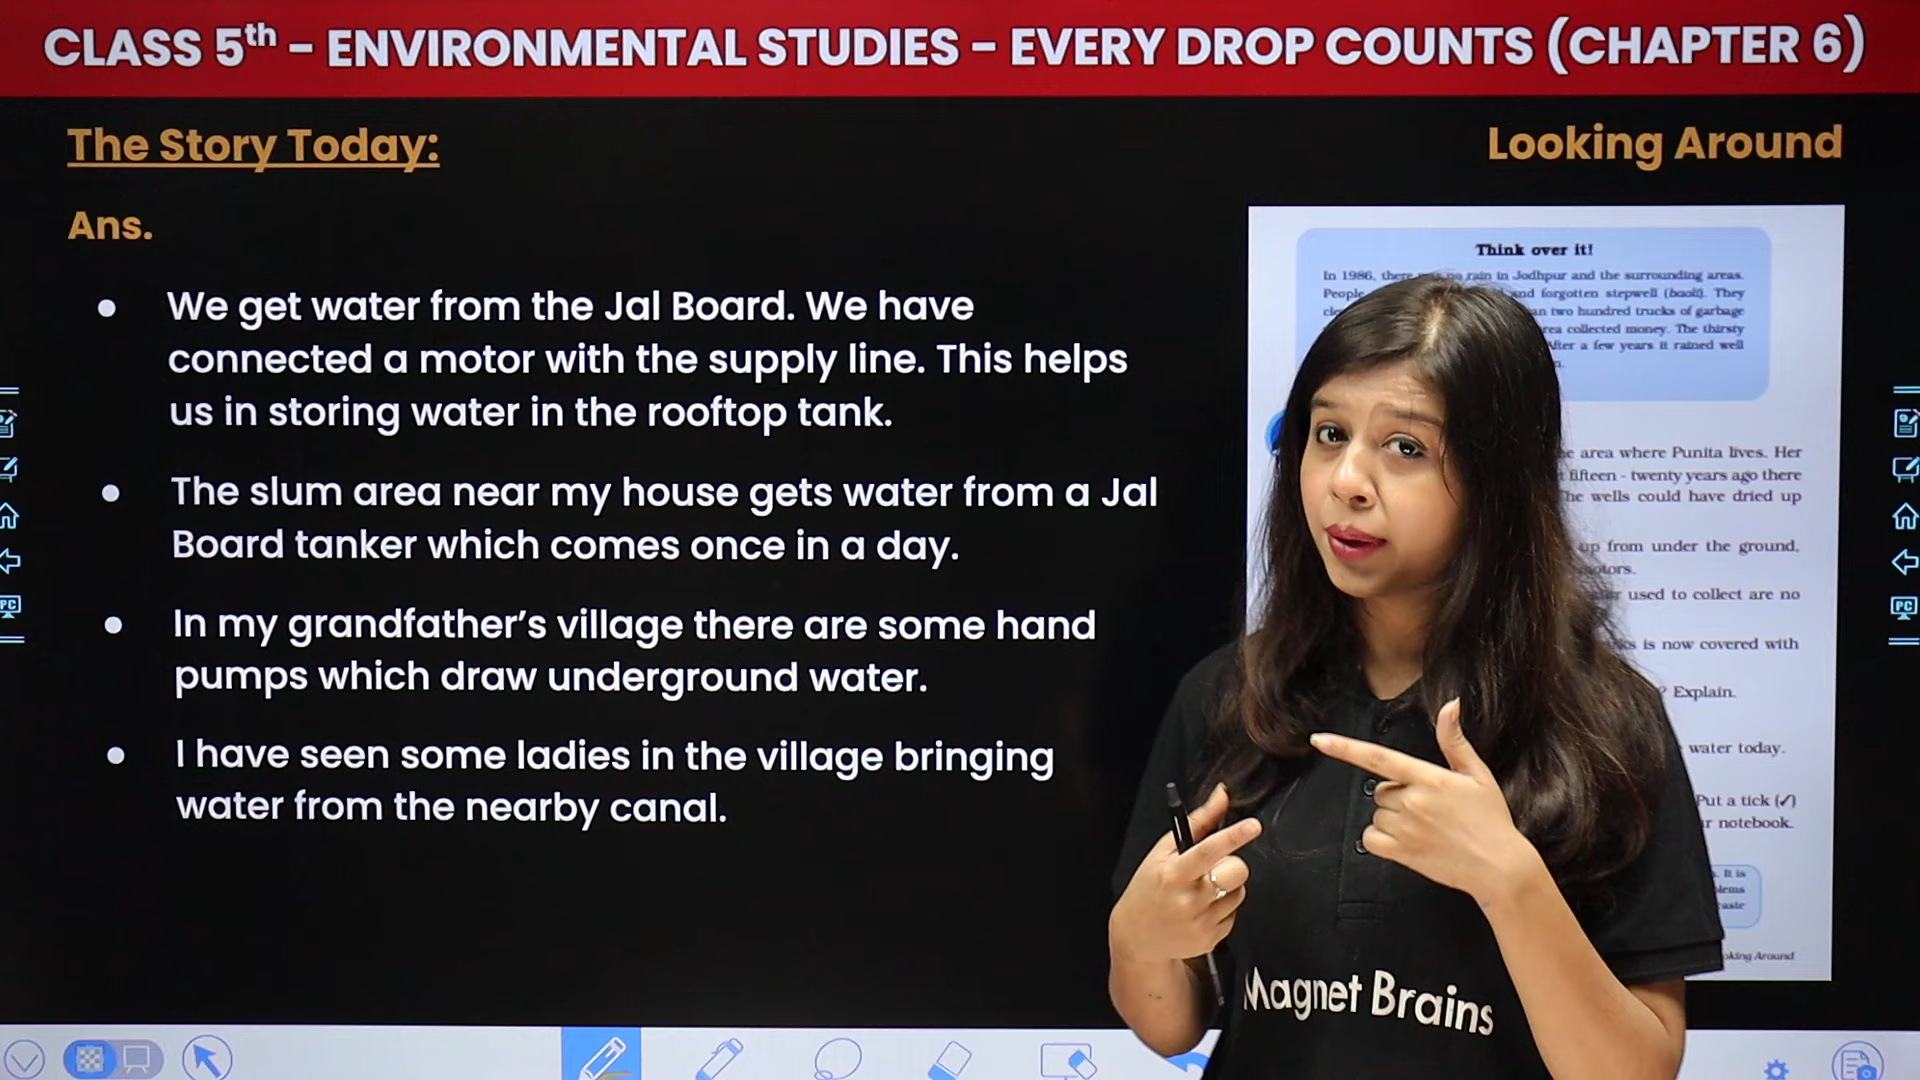 CLASS 5th – ENVIRONMENTAL STUDIES – EVERY DROP COUNTS (CHAPTER 6)
The Story Today:
Looking Around
Ans.
• We get water from the Jal Board. We have
connected a motor with the supply line. This helps
us in storing water in the rooftop tank.
• The slum area near my house gets water from a Jal
Board tanker which comes once in a day.
• In my grandfather's village there are some hand
pumps which draw underground water.
• I have seen some ladies in the village bringing
water from the nearby canal.
Think over it!
In 1986, there no rain in Jodhpur and the surrounding areas.
People and forgotten stepwell (baoli). They
two hundred trucks of garbage
collected money. The thirsty
After a few years it rained well
area where Punita lives. Her
fifteen - twenty years ago there
The wells could have dried up
up from under the ground,
used to collect are no
is now covered with
? Explain.
water today.
Put a tick (✓)
notebook.
It is
Around
Magnet Brains
PC
PC